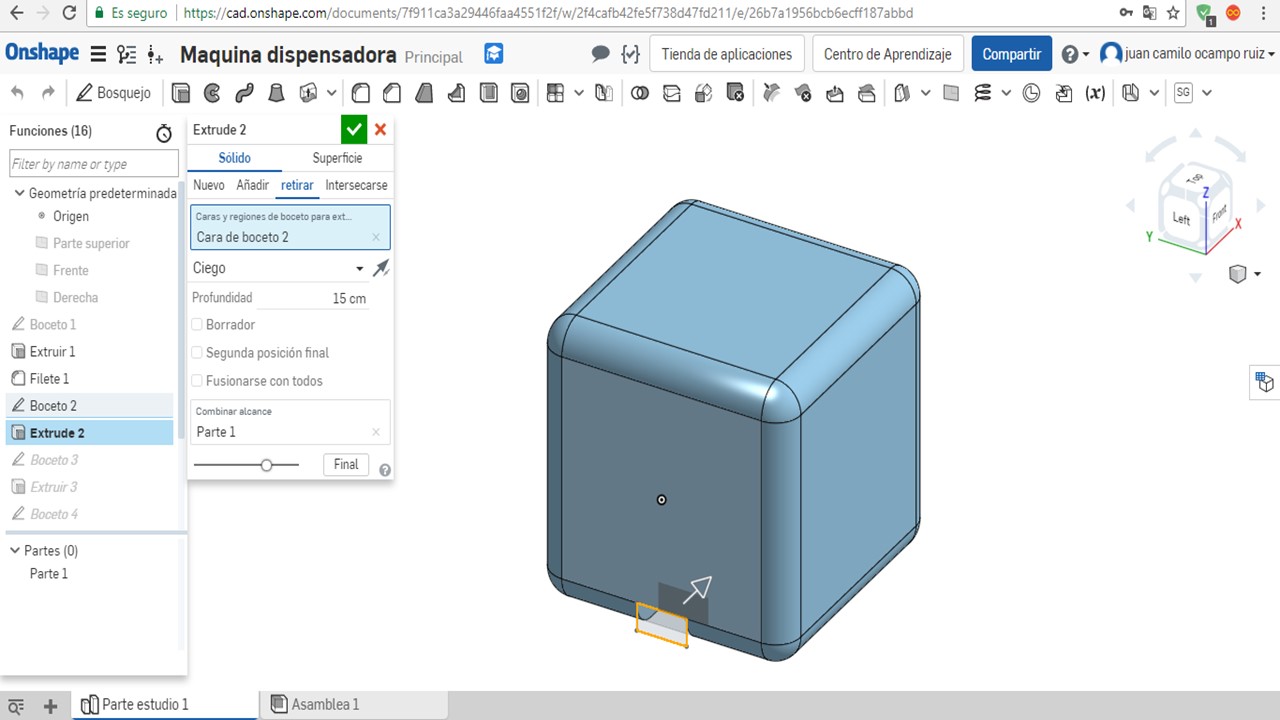 Es seguro | https://cad.onshape.com/documents/7f911ca3a29446faa4551f2f/w/2f4cafb42fe5f738d47fd211/e/26b7a1956bcb6ecff187abbd
1
Onshape Maquina dispensadora Principal Tienda de aplicaciones Centro de Aprendizaje Compartir juan camilo ocampo ruiz
Bosquejo (x) SG
Funciones (16)
Filter by name or type
Geometría predeterminada
Origen
Parte superior
Frente
Derecha
Boceto 1
Extruir 1
Filete 1
Boceto 2
Extrude 2
Boceto 3
Extruir 3
Boceto 4
Partes (0)
Parte 1
Extrude 2
Sólido Superficie
Nuevo Añadir retirar Intersecarse
Caras y regiones de boceto para ext...
Cara de boceto 2
Ciego
Profundidad 15 cm
Borrador
Segunda posición final
Fusionarse con todos
Combinar alcance
Parte 1
Final
Top
Z
Left Front
X
Y
Parte estudio 1 Asamblea 1